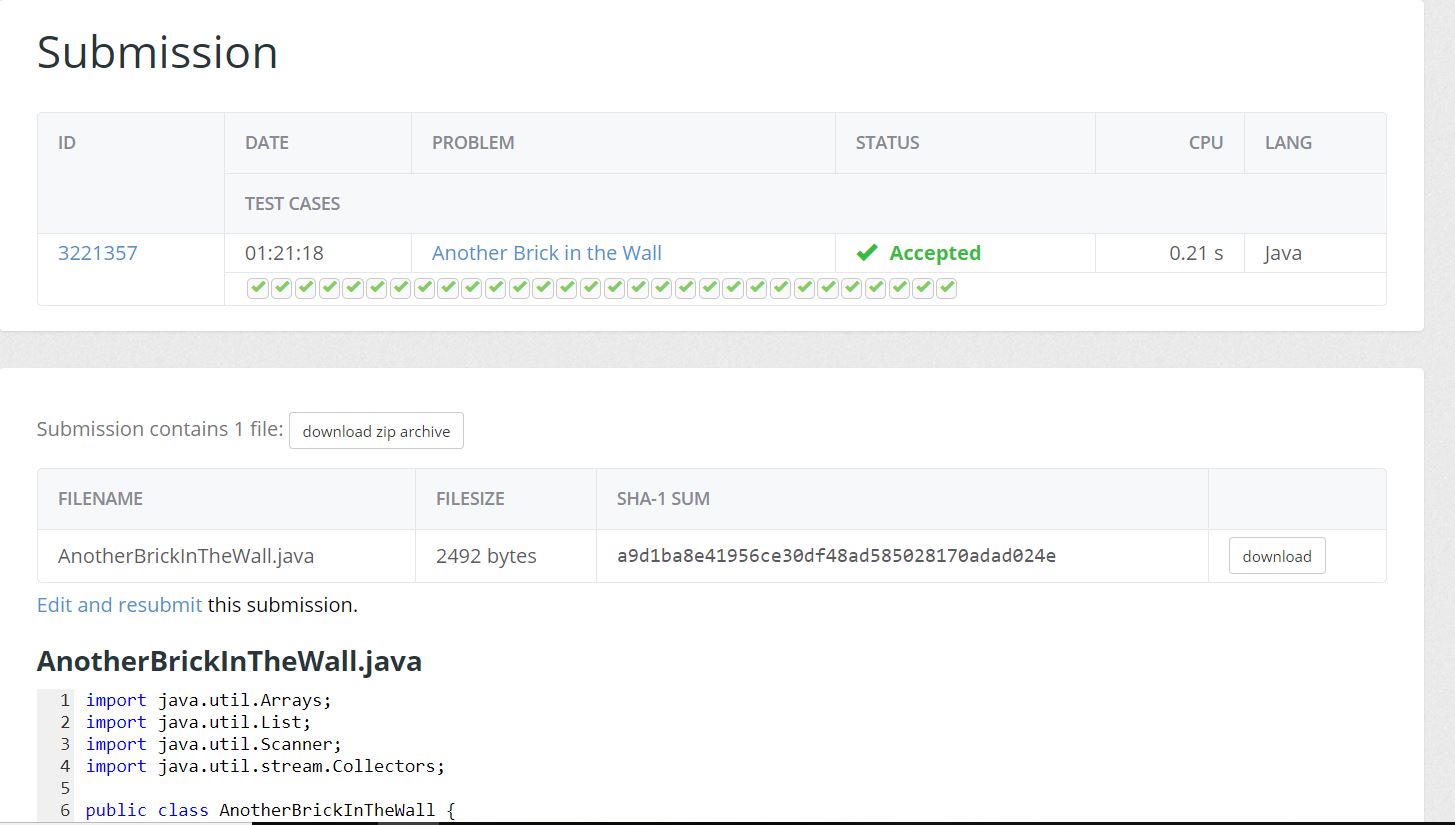 Submission
ID DATE PROBLEM STATUS CPU LANG
TEST CASES
3221357 01:21:18 Another Brick in the Wall Accepted 0.21 s Java
Submission contains 1 file: download zip archive
FILENAME FILESIZE SHA-1 SUM
AnotherBrickInTheWall.java 2492 bytes a9d1ba8e41956ce30df48ad585028170adad024e download
Edit and resubmit this submission.
AnotherBrickInTheWall.java
1 import java.util.Arrays;
2 import java.util.List;
3 import java.util.Scanner;
4 import java.util.stream.Collectors;
5
6 public class AnotherBrickInTheWall {